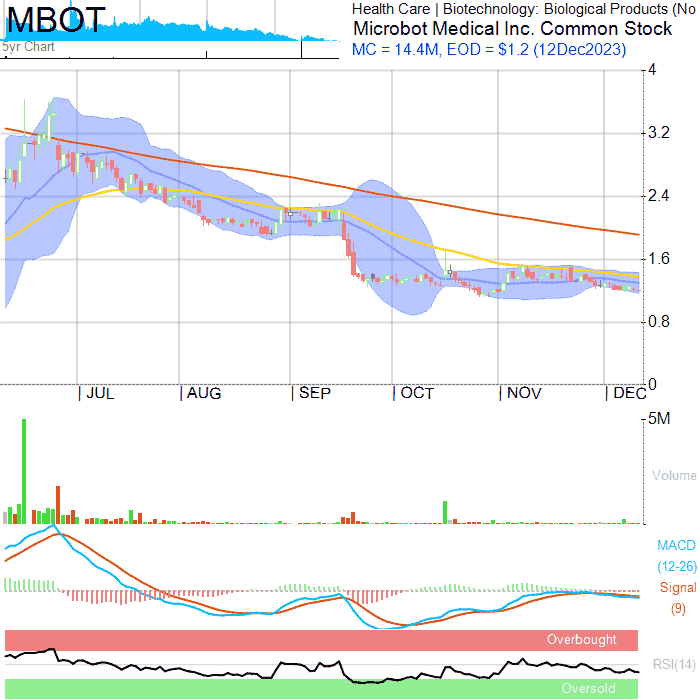 MBOT
5yr Chart
Health Care | Biotechnology: Biological Products (No
Microbot Medical Inc. Common Stock
MC = 14.4M, EOD = $1.2 (12Dec2023)
4
3.2
2.4
1.6
0.8
0
| JUL | AUG | SEP | OCT | NOV | DEC
5M
Volume
MACD
(12-26)
Signal
(9)
Overbought
RSI(14)
Oversold